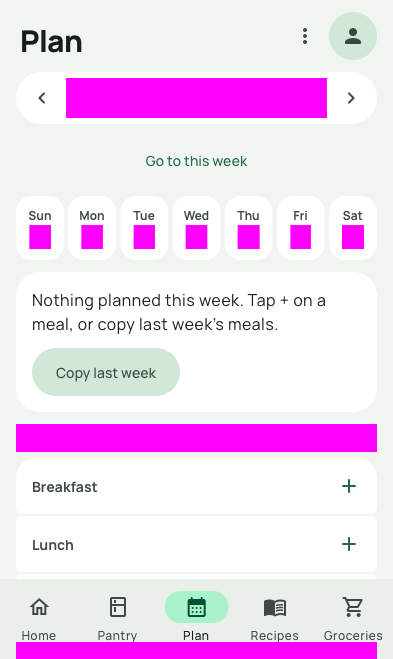 Plan
Go to this week
Sun Mon Tue Wed Thu Fri Sat
Nothing planned this week. Tap + on a
meal, or copy last week's meals.
Copy last week
Breakfast
Lunch
Home Pantry Plan Recipes Groceries